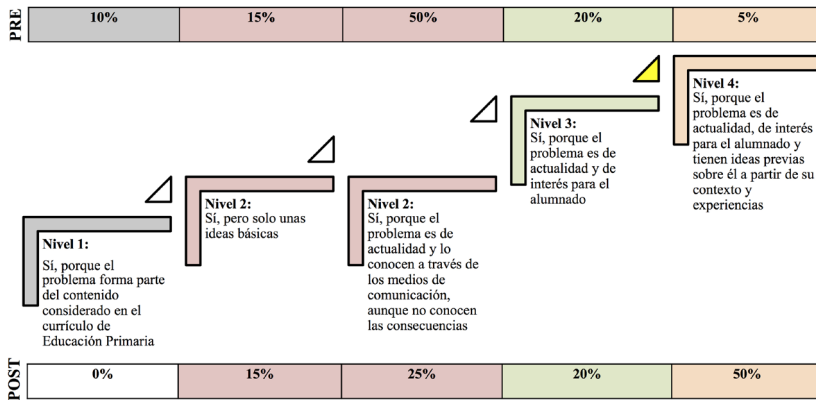 PRE
10%
15%
50%
20%
5%
Nivel 1:
Sí, porque el
problema forma parte
del contenido
considerado en el
currículo de
Educación Primaria
Nivel 2:
Sí, pero solo unas
ideas básicas
Nivel 2:
Sí, porque el
problema es de
actualidad y lo
conocen a través de
los medios de
comunicación,
aunque no conocen
las consecuencias
Nivel 3:
Sí, porque el
problema es de
actualidad y de
interés para el
alumnado
Nivel 4:
Sí, porque el
problema es de
actualidad, de interés
para el alumnado y
tienen ideas previas
sobre él a partir de su
contexto y
experiencias
POST
0%
15%
25%
20%
50%